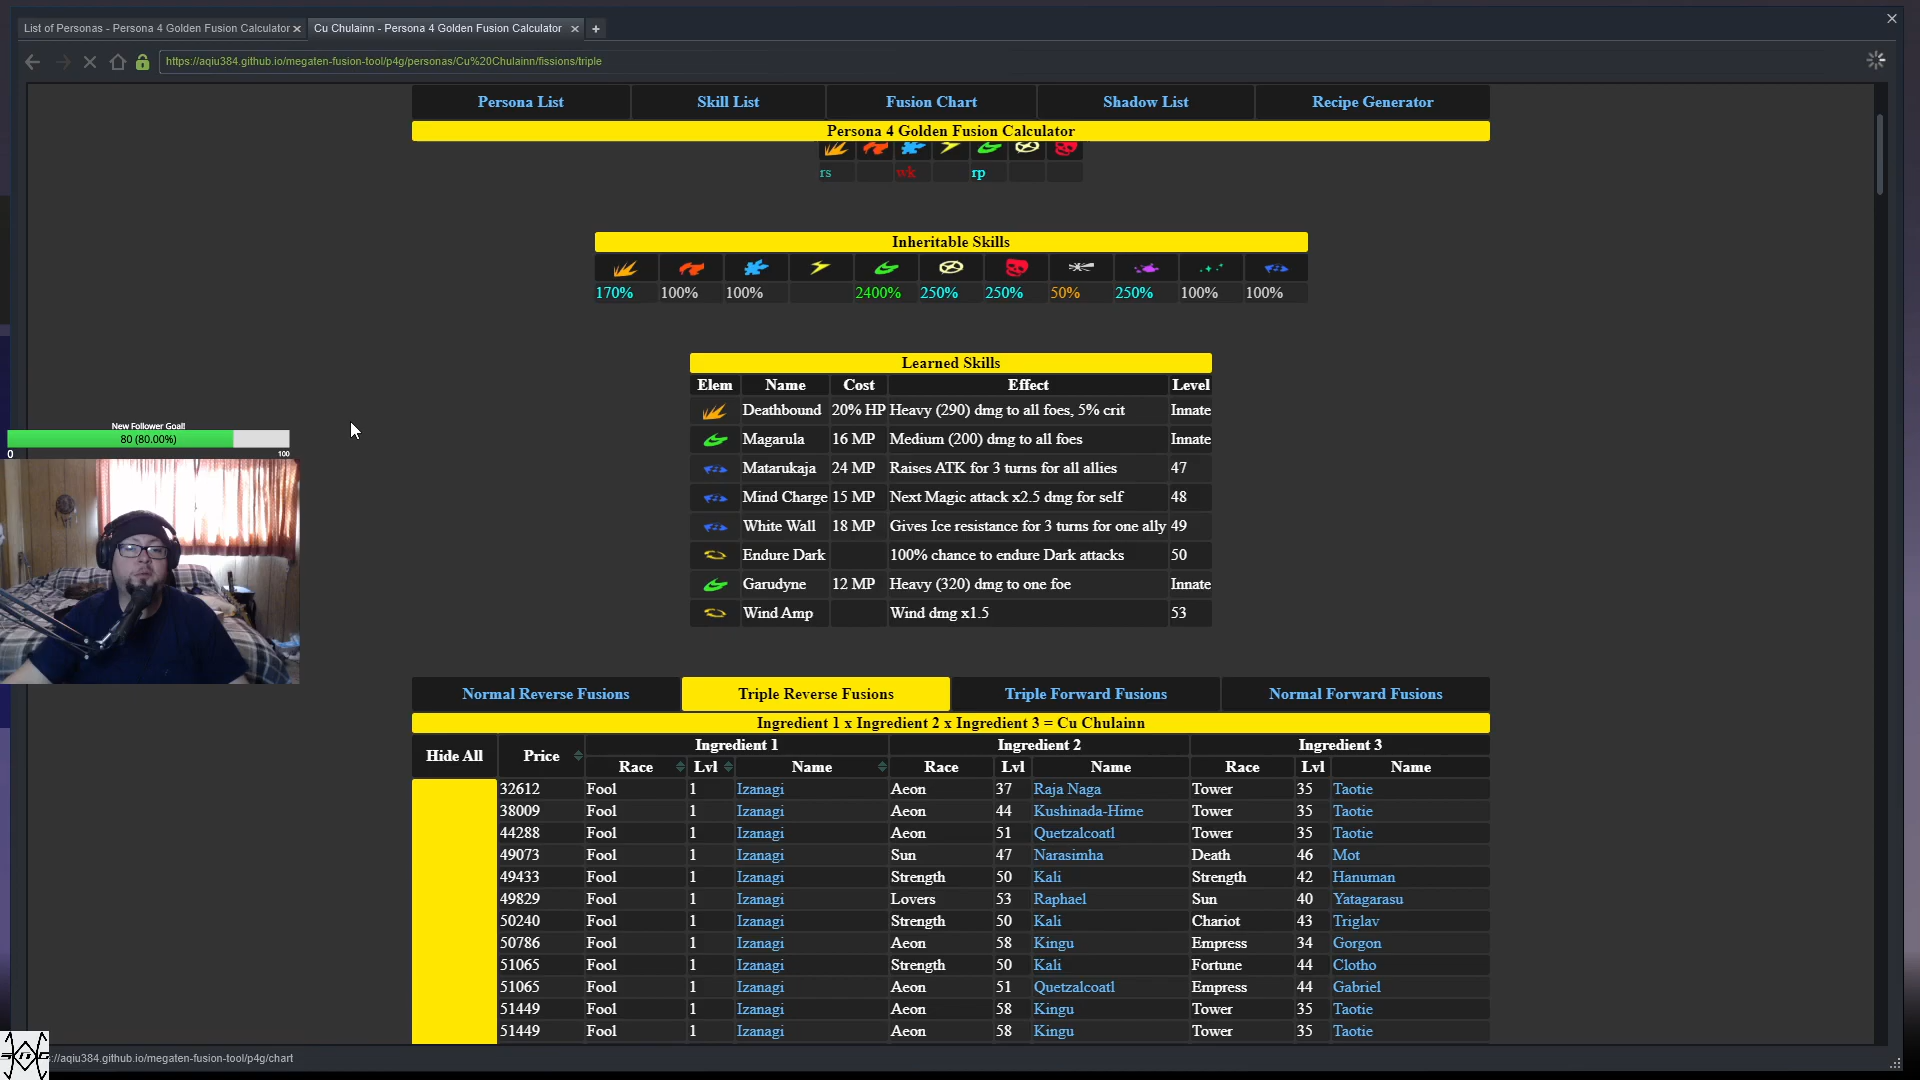 List of Personas - Persona 4 Golden Fusion Calculator
Cu Chulainn - Persona 4 Golden Fusion Calculator
https://aqiu384.github.io/megaten-fusion-tool/p4g/personas/Cu%20Chulainn/fissions/triple
Persona List Skill List Fusion Chart Shadow List Recipe Generator
Persona 4 Golden Fusion Calculator
rs wk rp
Inheritable Skills
170% 100% 100% 2400% 250% 250% 50% 250% 100% 100%
Learned Skills
Elem Name Cost Effect Level
Deathbound 20% HP Heavy (290) dmg to all foes, 5% crit Innate
Magarula 16 MP Medium (200) dmg to all foes Innate
Matarukaja 24 MP Raises ATK for 3 turns for all allies 47
Mind Charge 15 MP Next Magic attack x2.5 dmg for self 48
White Wall 18 MP Gives Ice resistance for 3 turns for one ally 49
Endure Dark 100% chance to endure Dark attacks 50
Garudyne 12 MP Heavy (320) dmg to one foe Innate
Wind Amp Wind dmg x1.5 53
New Follower Goal!
80 (80.00%)
0 100
Normal Reverse Fusions Triple Reverse Fusions Triple Forward Fusions Normal Forward Fusions
Ingredient 1 x Ingredient 2 x Ingredient 3 = Cu Chulainn
Hide All Price Ingredient 1 Ingredient 2 Ingredient 3
Race Lvl Name Race Lvl Name Race Lvl Name
32612 Fool 1 Izanagi Aeon 37 Raja Naga Tower 35 Taotie
38009 Fool 1 Izanagi Aeon 44 Kushinada-Hime Tower 35 Taotie
44288 Fool 1 Izanagi Aeon 51 Quetzalcoatl Tower 35 Taotie
49073 Fool 1 Izanagi Sun 47 Narasimha Death 46 Mot
49433 Fool 1 Izanagi Strength 50 Kali Strength 42 Hanuman
49829 Fool 1 Izanagi Lovers 53 Raphael Sun 40 Yatagarasu
50240 Fool 1 Izanagi Strength 50 Kali Chariot 43 Triglav
50786 Fool 1 Izanagi Aeon 58 Kingu Empress 34 Gorgon
51065 Fool 1 Izanagi Strength 50 Kali Fortune 44 Clotho
51065 Fool 1 Izanagi Aeon 51 Quetzalcoatl Empress 44 Gabriel
51449 Fool 1 Izanagi Aeon 58 Kingu Tower 35 Taotie
51449 Fool 1 Izanagi Aeon 58 Kingu Tower 35 Taotie
://aqiu384.github.io/megaten-fusion-tool/p4g/chart